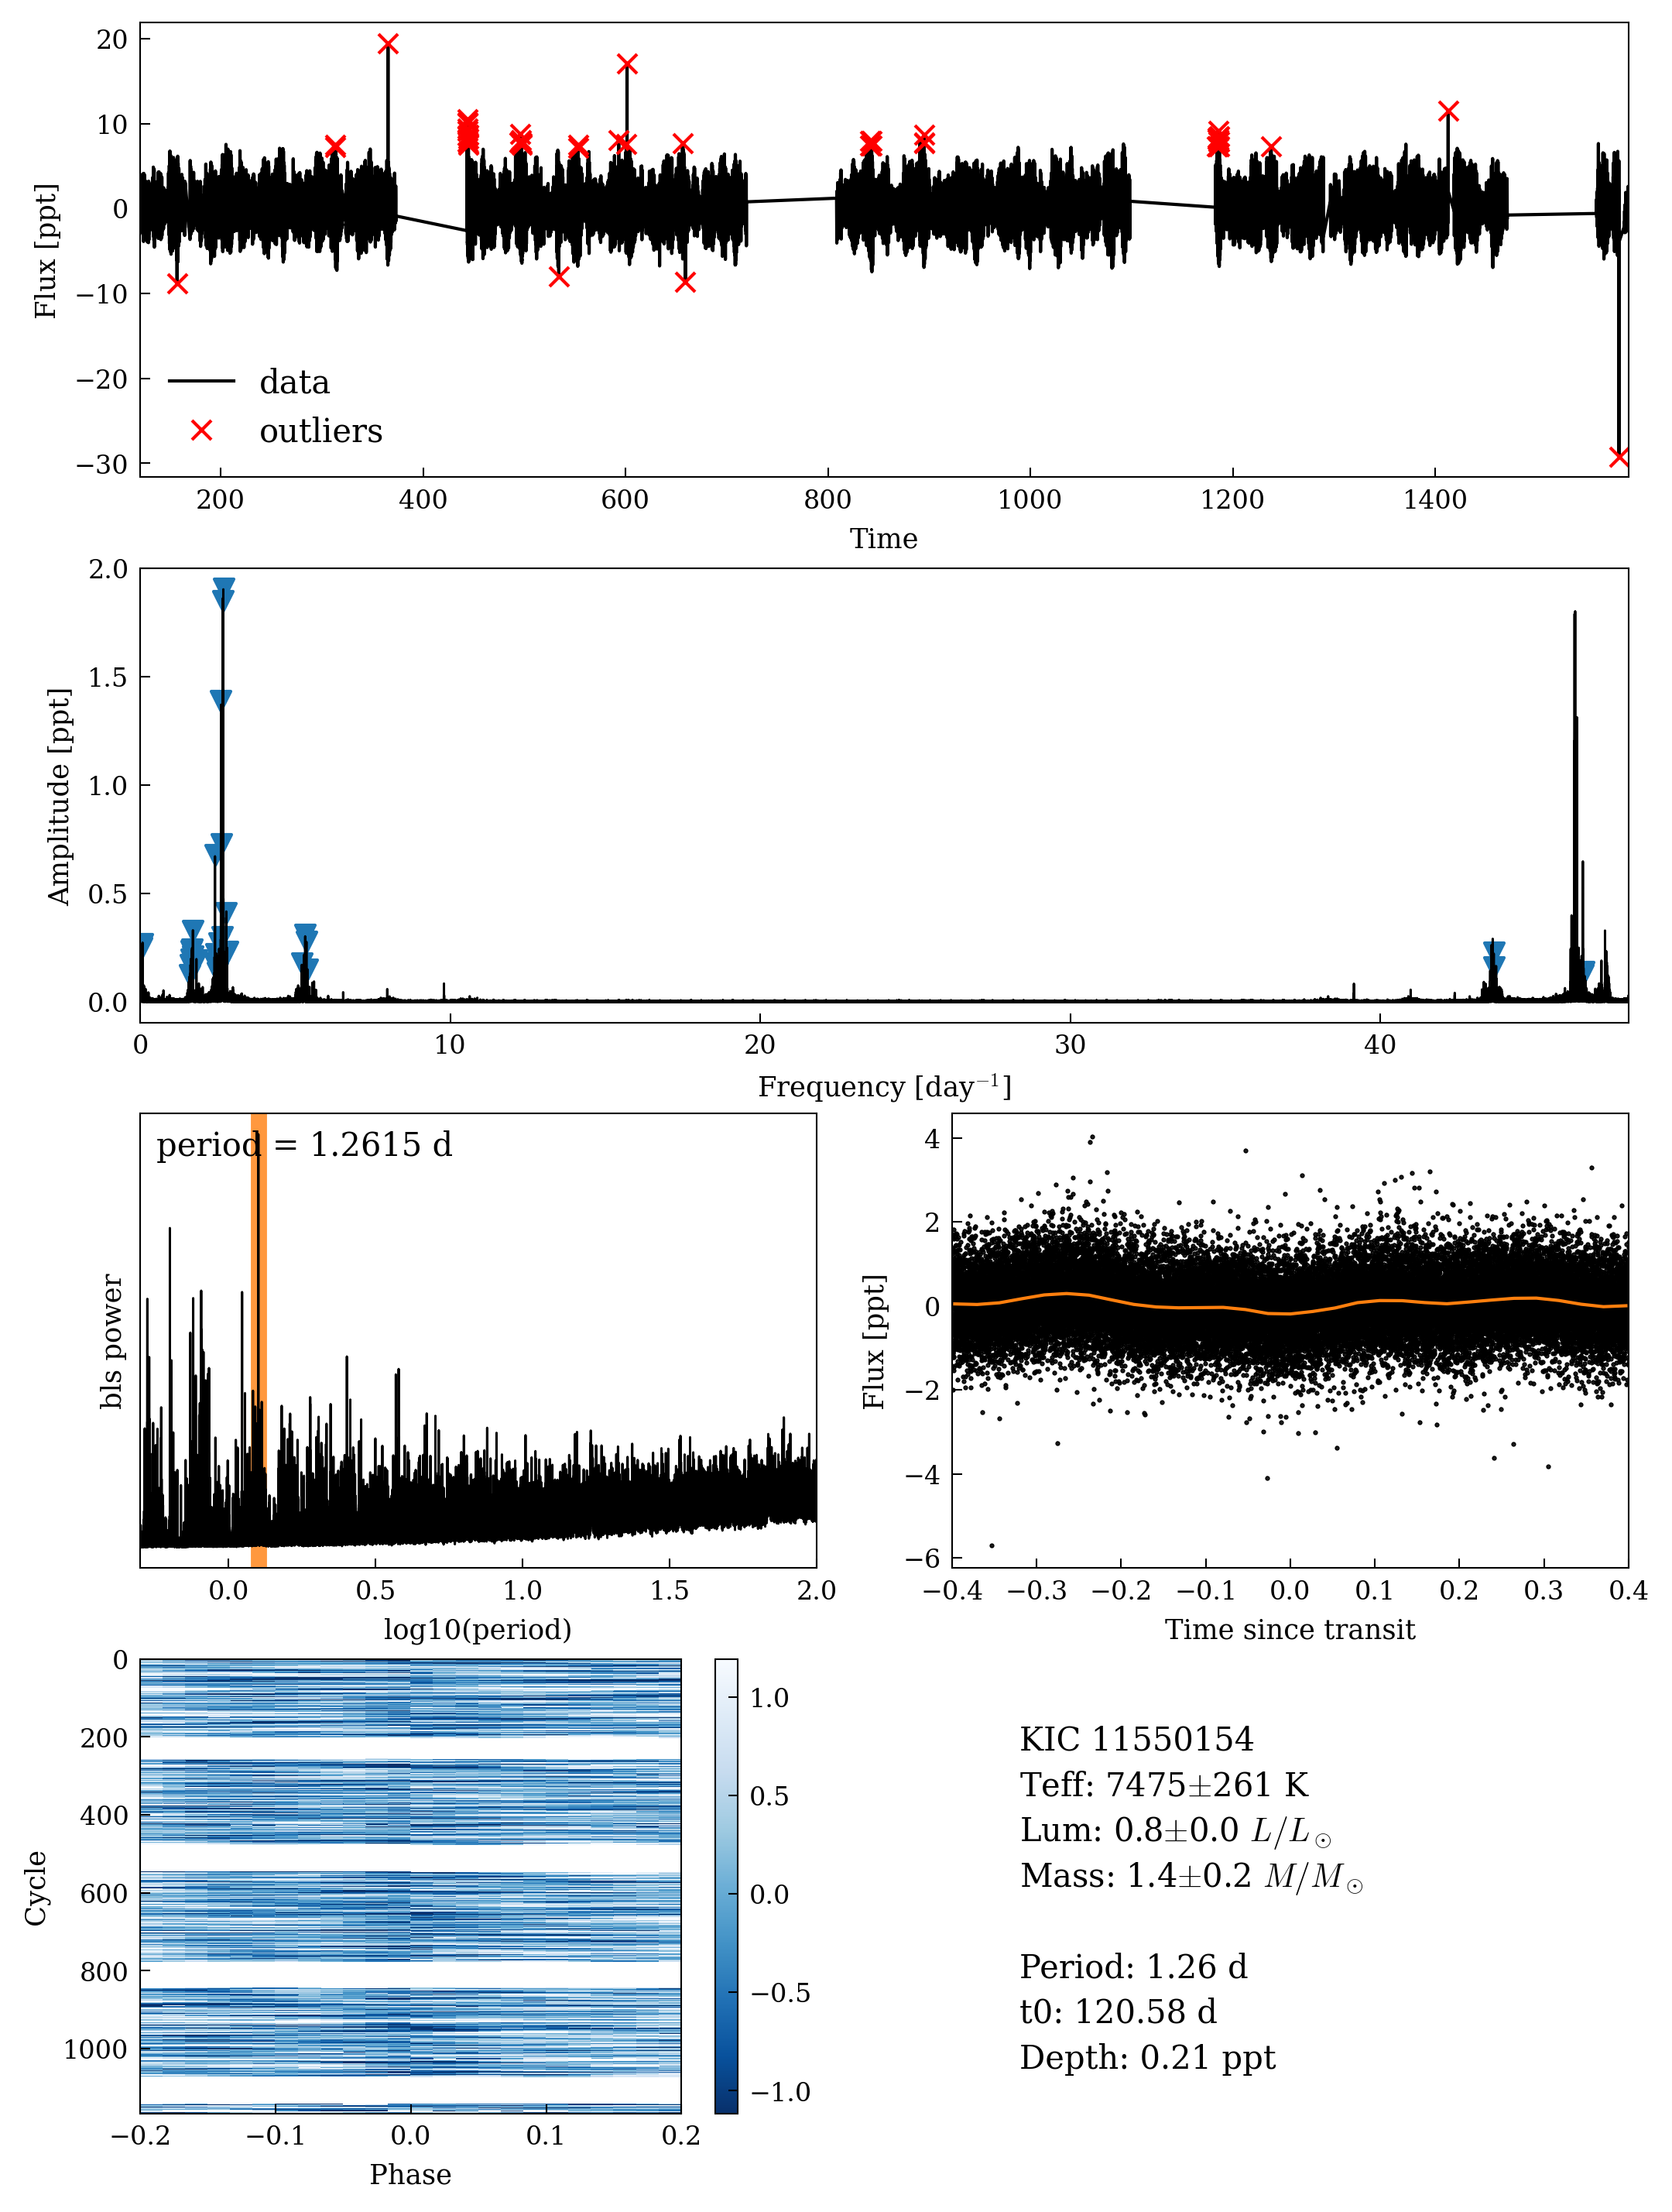 20
10
0
−10
−20
−30
Flux [ppt]
data
outliers
200
400
600
800
1000
1200
1400
Time
2.0
1.5
1.0
0.5
0.0
Amplitude [ppt]
0
10
20
30
40
Frequency [day⁻¹]
period = 1.2615 d
bls power
0.0
0.5
1.0
1.5
2.0
log10(period)
4
2
0
−2
−4
−6
Flux [ppt]
−0.4
−0.3
−0.2
−0.1
0.0
0.1
0.2
0.3
0.4
Time since transit
0
200
400
600
800
1000
Cycle
−0.2
−0.1
0.0
0.1
0.2
Phase
1.0
0.5
0.0
−0.5
−1.0
KIC 11550154
Teff: 7475±261 K
Lum: 0.8±0.0 L/L⊙
Mass: 1.4±0.2 M/M⊙
Period: 1.26 d
t0: 120.58 d
Depth: 0.21 ppt